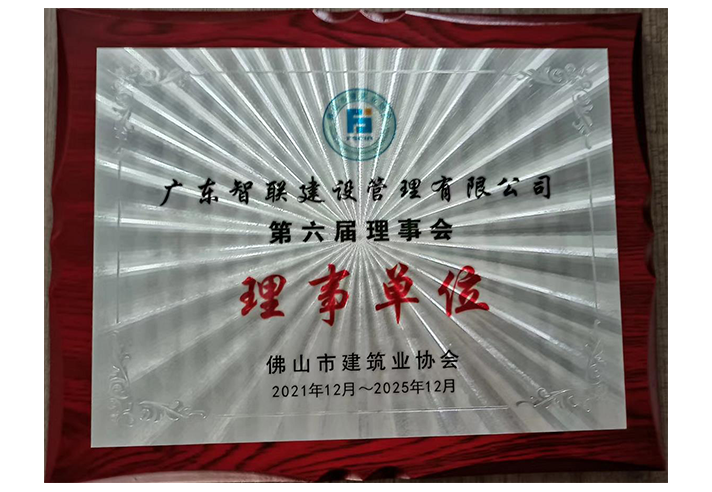 广东智联建设管理有限公司
第六届理事会
理事单位
佛山市建筑业协会
2021年12月～2025年12月